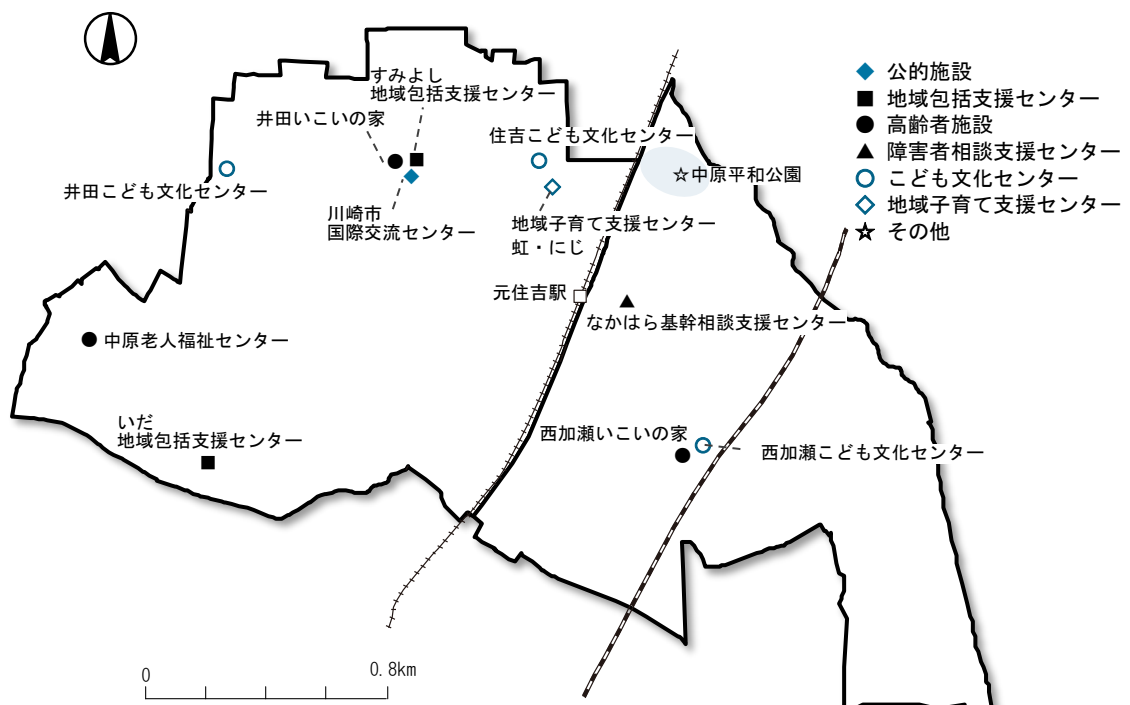 すみよし
地域包括支援センター
井田いこいの家
住吉こども文化センター
井田こども文化センター
中原平和公園
川崎市
国際交流センター
地域子育て支援センター
虹・にじ
元住吉駅
なかはら基幹相談支援センター
中原老人福祉センター
いだ
地域包括支援センター
西加瀬いこいの家
西加瀬こども文化センター
公的施設
地域包括支援センター
高齢者施設
障害者相談支援センター
こども文化センター
地域子育て支援センター
その他
0
0.8km